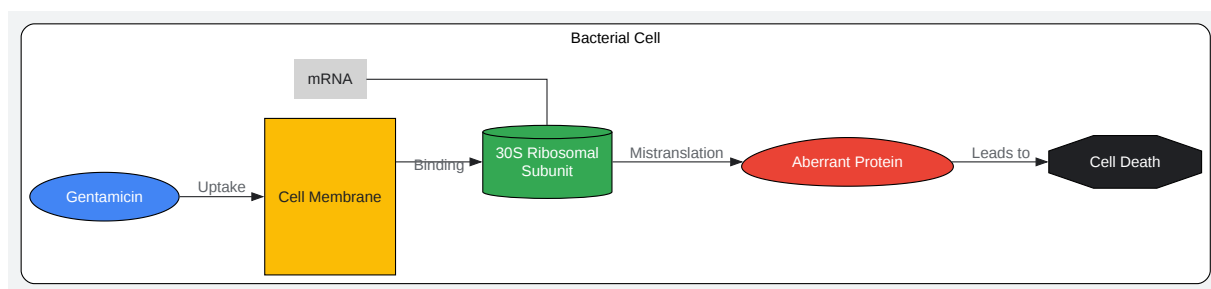 Bacterial Cell
mRNA
Gentamicin
Uptake
Cell Membrane
Binding
30S Ribosomal
Subunit
Mistranslation
Aberrant Protein
Leads to
Cell Death